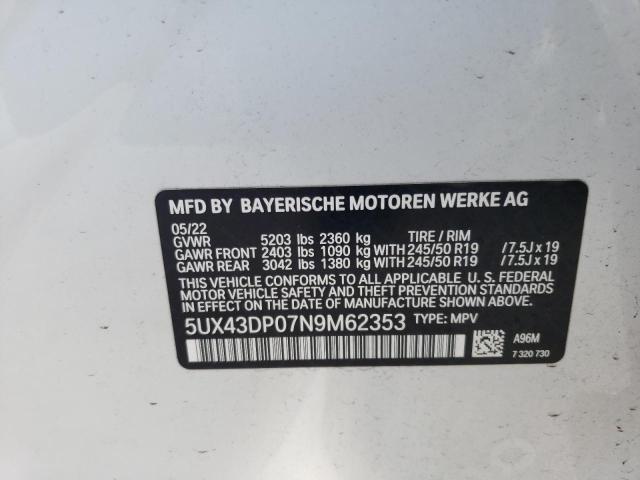 MFD BY BAYERISCHE MOTOREN WERKE AG
05/22
GVWR 5203 lbs 2360 kg TIRE / RIM
GAWR FRONT 2403 lbs 1090 kg WITH 245/50 R19 / 7.5J x 19
GAWR REAR 3042 lbs 1380 kg WITH 245/50 R19 / 7.5J x 19
THIS VEHICLE CONFORMS TO ALL APPLICABLE U. S. FEDERAL
MOTOR VEHICLE SAFETY, BUMPER, AND THEFT PREVENTION
STANDARDS IN EFFECT ON THE DATE OF MANUFACTURE SHOWN ABOVE.
5UX43DP07N9M62353 TYPE: MPV
A96M
7 320 730